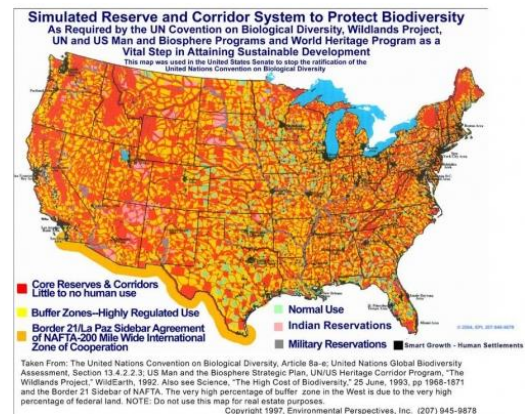 Simulated Reserve and Corridor System to Protect Biodiversity
As Required by the UN Covention on Biological Diversity, Wildlands Project,
UN and US Man and Biosphere Programs and World Heritage Program as a
Vital Step in Attaining Sustainable Development
This map was used in the United States Senate to stop the ratification of the
United Nations Convention on Biological Diversity
Core Reserves & Corridors
Little to no human use
Buffer Zones--Highly Regulated Use
Border 21/La Paz Sidebar Agreement
of NAFTA-200 Mile Wide International
Zone of Cooperation
Normal Use
Indian Reservations
Military Reservations
Smart Growth - Human Settlements
Taken From: The United Nations Convention on Biological Diversity, Article 8a-e; United Nations Global Biodiversity
Assessment, Section 13.4.2.2.3; US Man and the Biosphere Strategic Plan, UN/US Heritage Corridor Program, "The
Wildlands Project," WildEarth, 1992. Also see Science, "The High Cost of Biodiversity," 25 June, 1993, pp 1968-1871
and the Border 21 Sidebar of NAFTA. The very high percentage of buffer zone in the West is due to the very high
percentage of federal land. NOTE: Do not use this map for real estate purposes.
Copyright 1997, Environmental Perspectives, Inc. (207) 945-9878